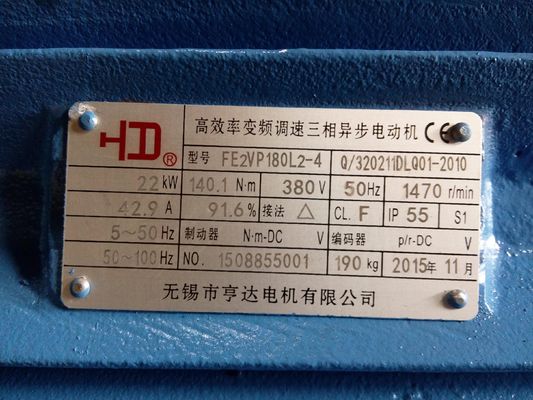 HD® 高效率变频调速三相异步电动机 CE
型号 FE2VP180L2-4 Q/320211DLQ01-2010
22 kW 140.1 N·m 380 V 50 Hz 1470 r/min
42.9 A 91.6 % 接法 △ CL. F IP 55 S1
5~50 Hz 制动器 N·m-DC V 编码器 p/r-DC V
50~100 Hz NO. 1508855001 190 kg 2015年 11月
无锡市亨达电机有限公司